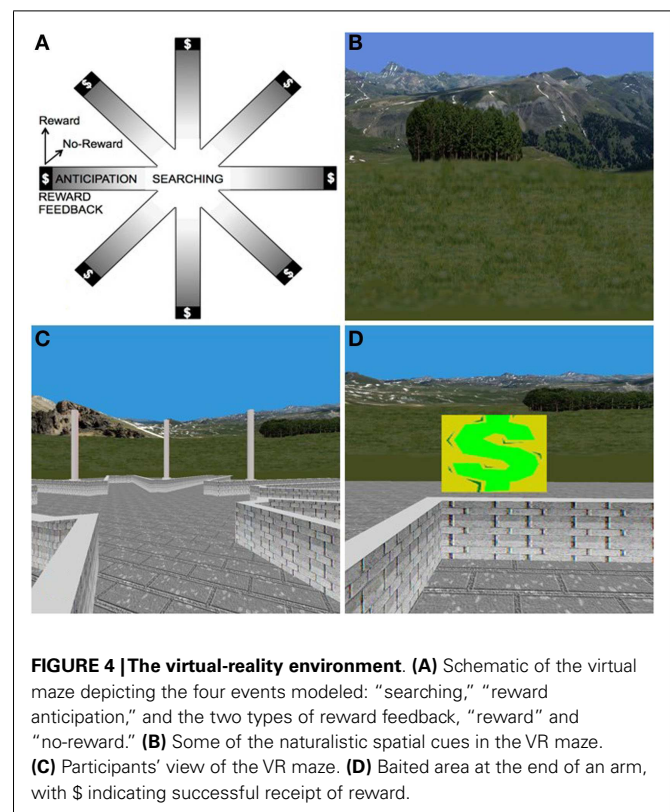 A
B
$
$
$
Reward
No-Reward
$ ANTICIPATION SEARCHING $
REWARD
FEEDBACK
$
$
$
C
D
$
FIGURE 4 | The virtual-reality environment. (A) Schematic of the virtual
maze depicting the four events modeled: “searching,” “reward
anticipation,” and the two types of reward feedback, “reward” and
“no-reward.” (B) Some of the naturalistic spatial cues in the VR maze.
(C) Participants’ view of the VR maze. (D) Baited area at the end of an arm,
with $ indicating successful receipt of reward.